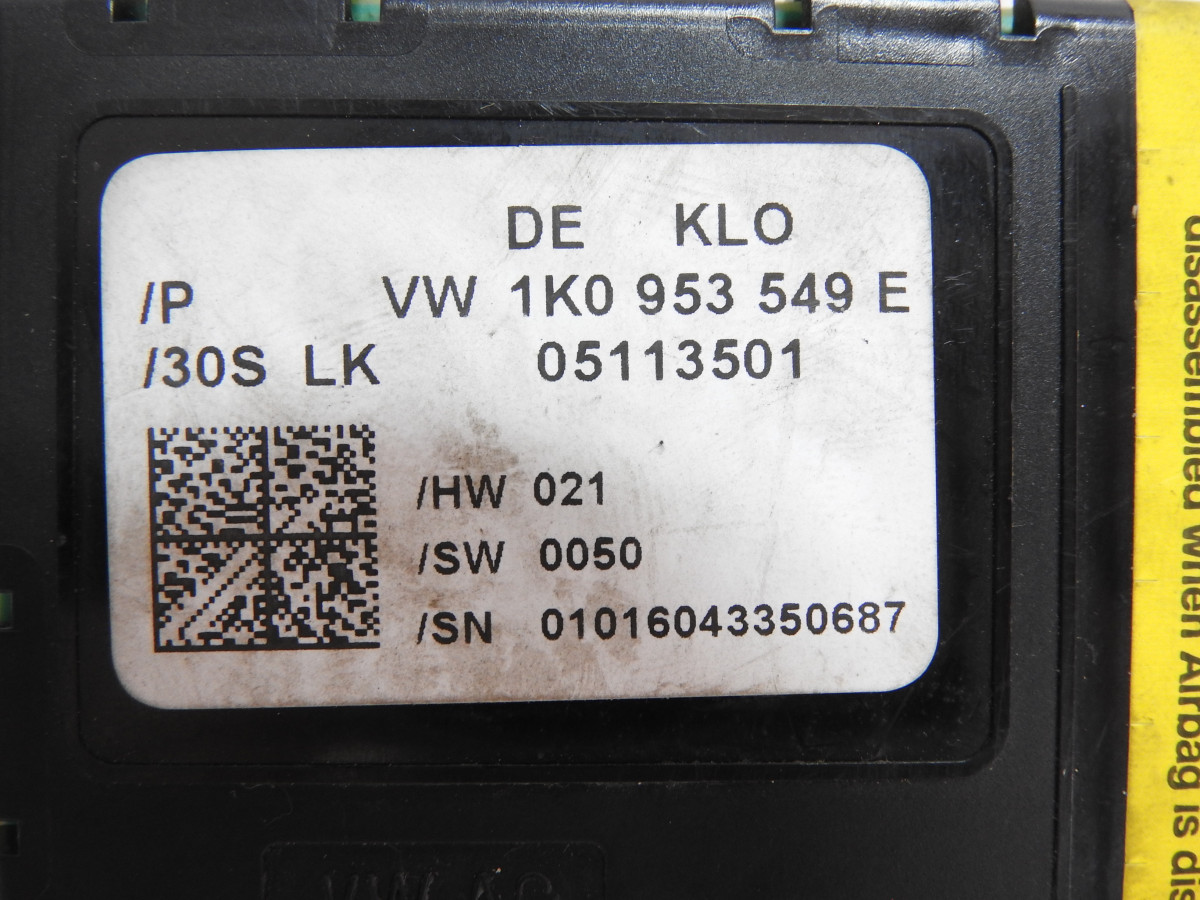 DE KLO
/P VW 1K0 953 549 E
/30S LK 05113501
/HW 021
/SW 0050
/SN 01016043350687
disassembled when Airbag is dis